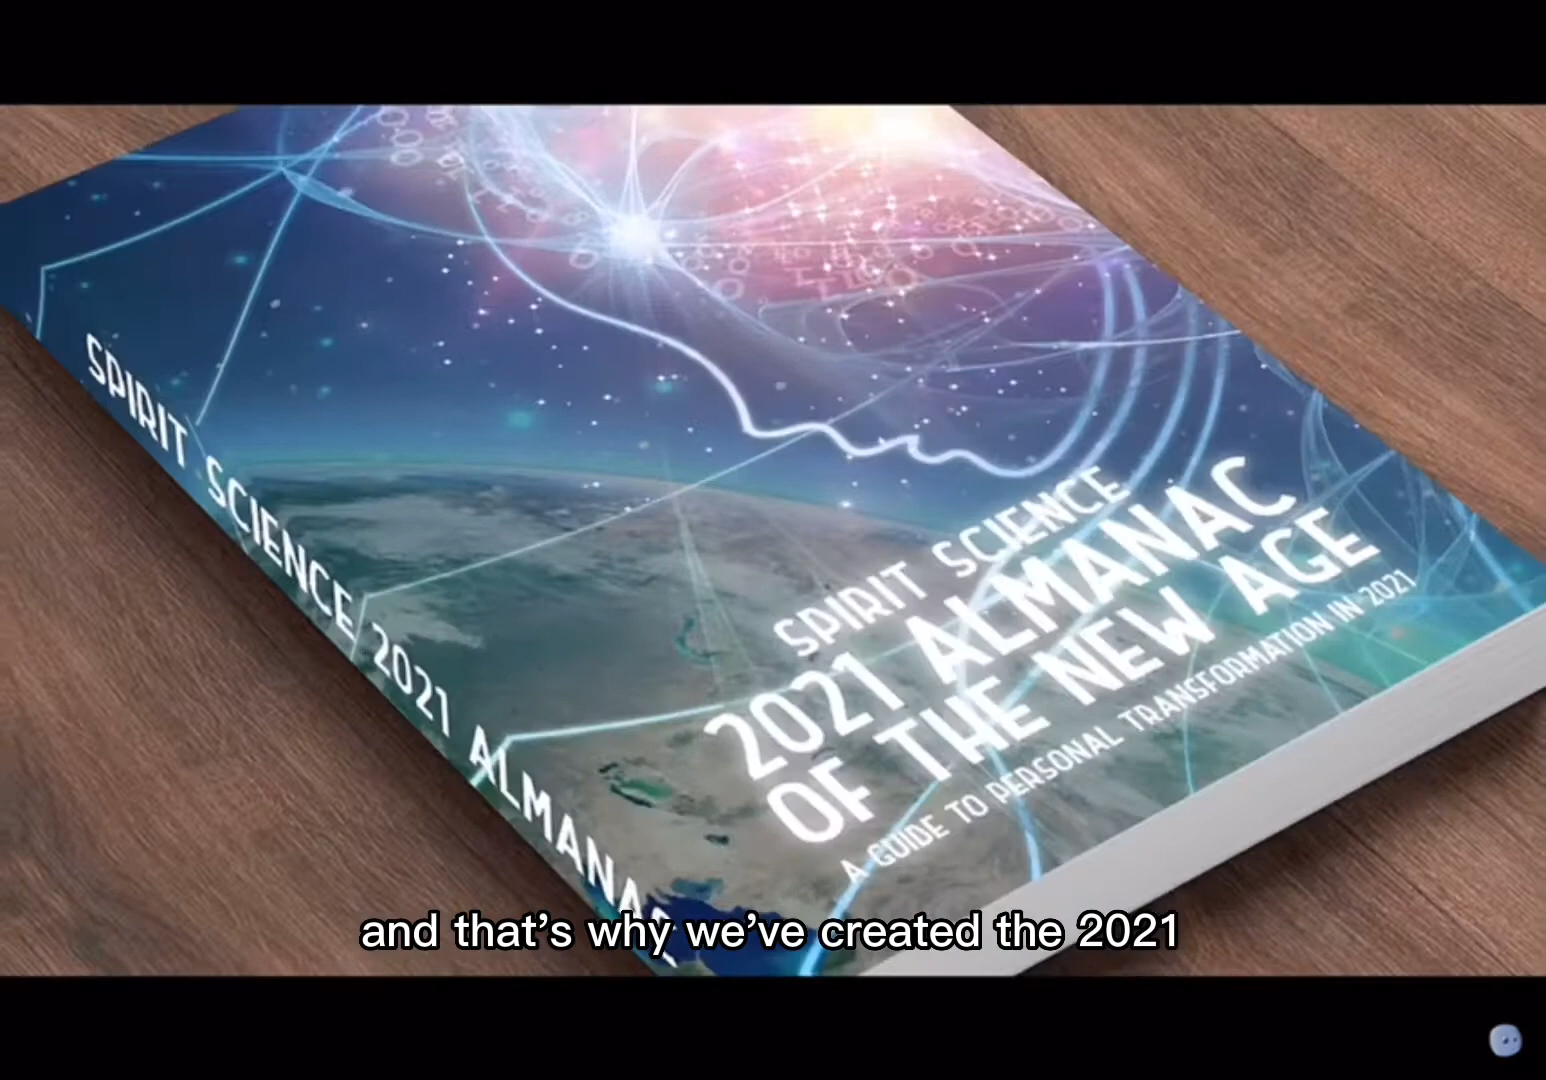 SPIRIT SCIENCE
2021 ALMANAC
OF THE NEW AGE
A GUIDE TO PERSONAL TRANSFORMATION IN 2021
SPIRIT SCIENCE 2021 ALMANAC
and that's why we've created the 2021